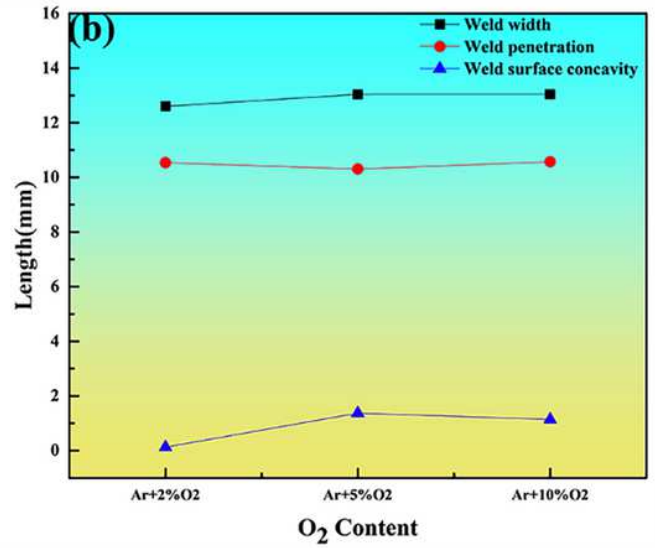 (b)
Weld width
Weld penetration
Weld surface concavity
Length(mm)
16
14
12
10
8
6
4
2
0
Ar+2%O2 Ar+5%O2 Ar+10%O2
O₂ Content